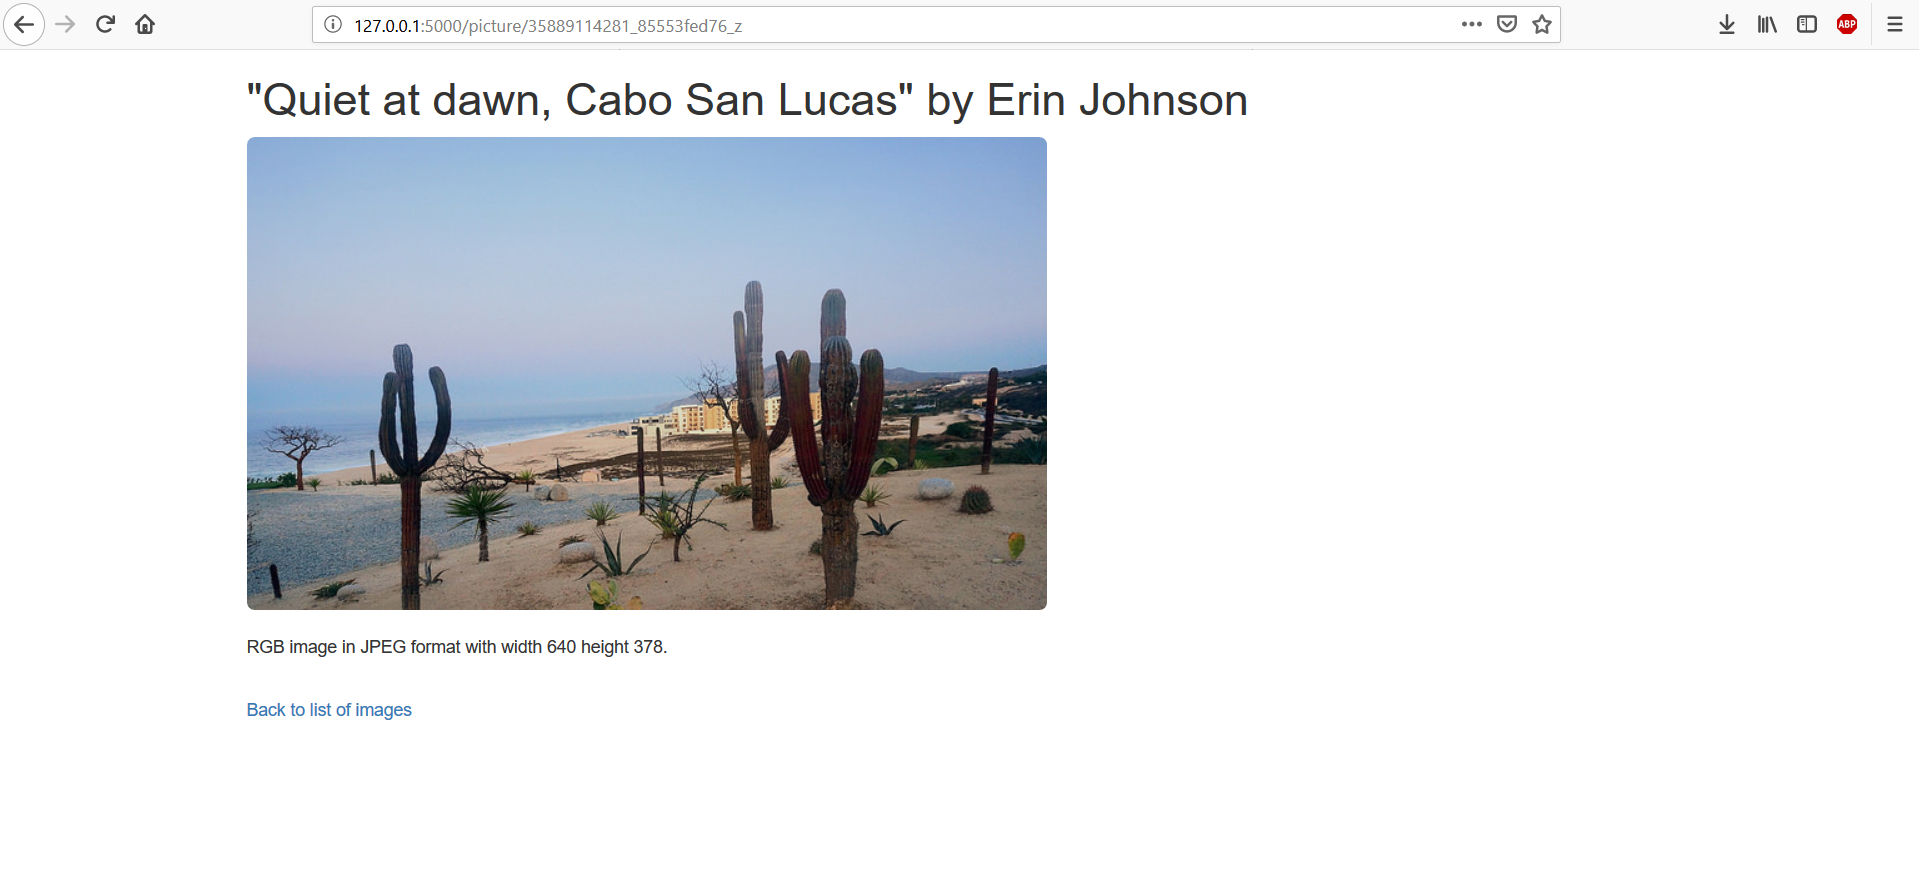 127.0.0.1:5000/picture/35889114281_85553fed76_z
ABP
"Quiet at dawn, Cabo San Lucas" by Erin Johnson
RGB image in JPEG format with width 640 height 378.
Back to list of images